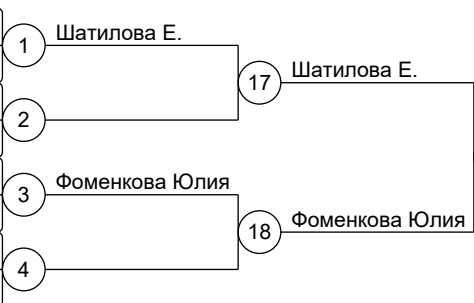 1 Шатилова Е.
17 Шатилова Е.
2
3 Фоменкова Юлия
18 Фоменкова Юлия
4